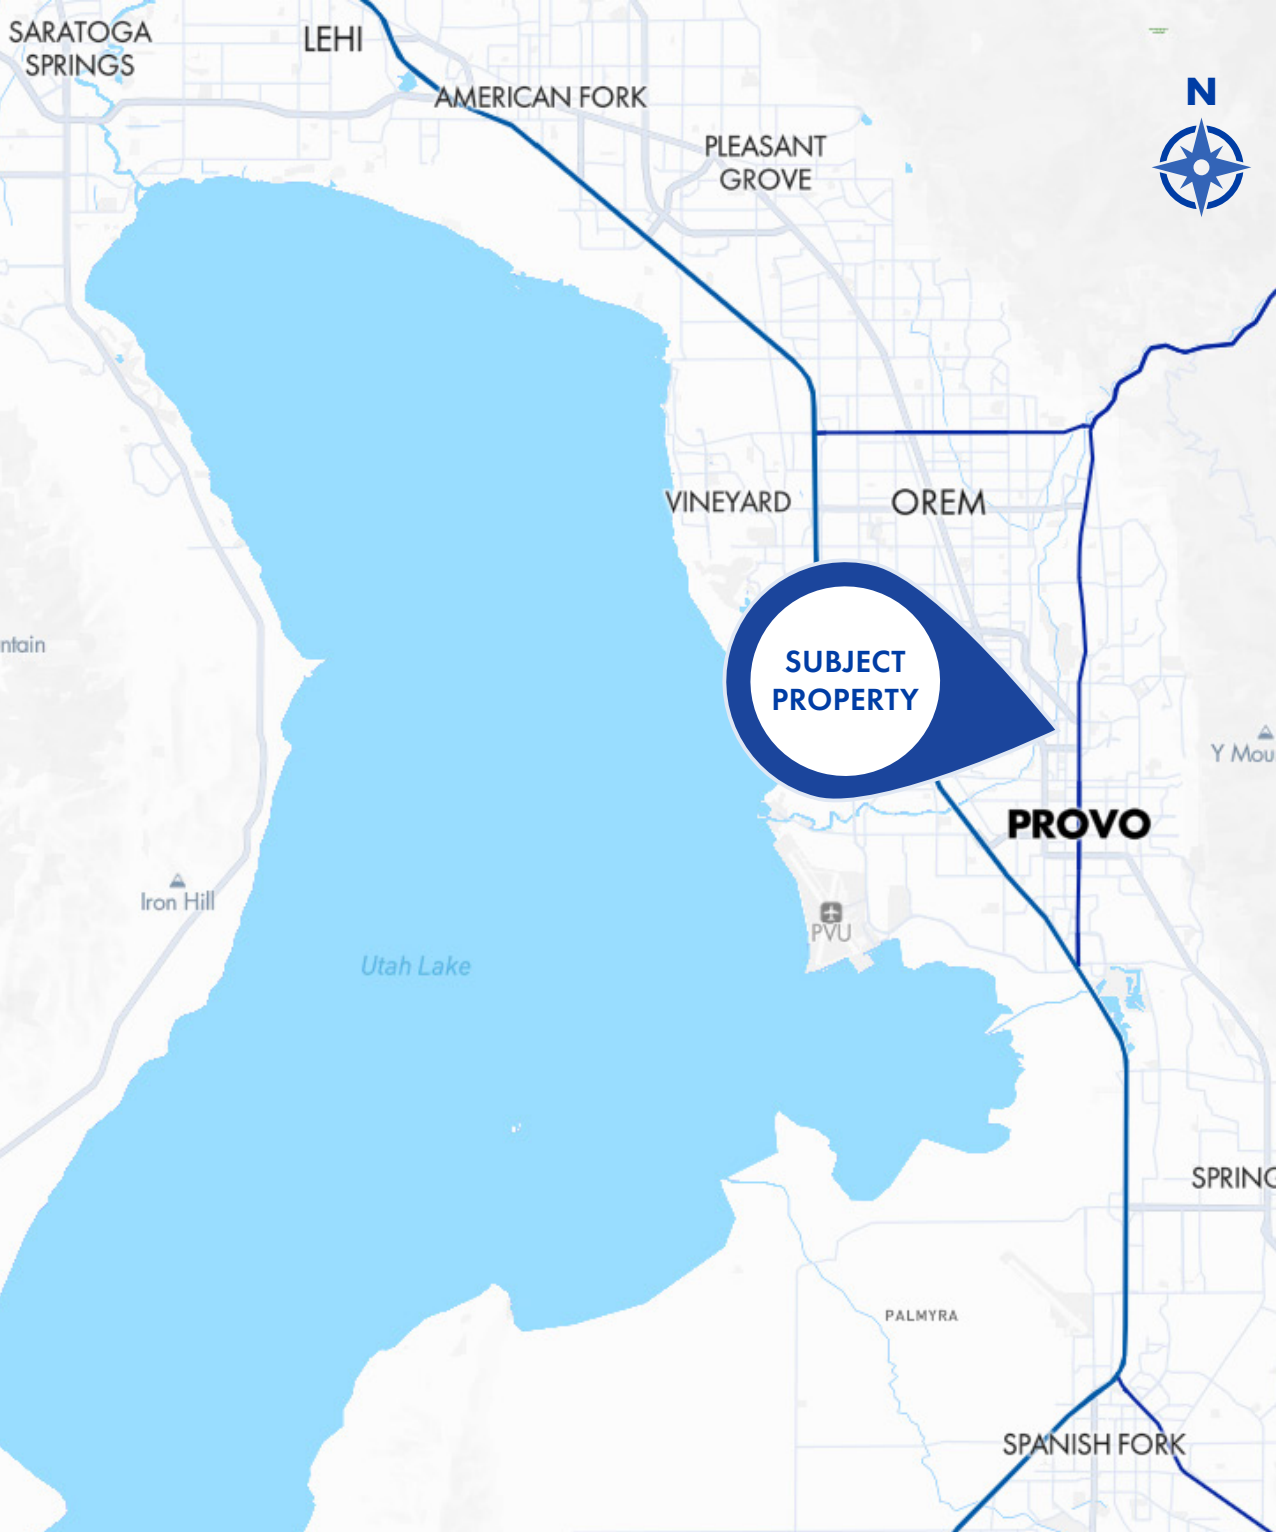 SARATOGA
SPRINGS
LEHI
N
AMERICAN FORK
PLEASANT
GROVE
VINEYARD
OREM
ntain
SUBJECT
PROPERTY
Y Mou
PROVO
Iron Hill
PVU
Utah Lake
SPRING
PALMYRA
SPANISH FORK